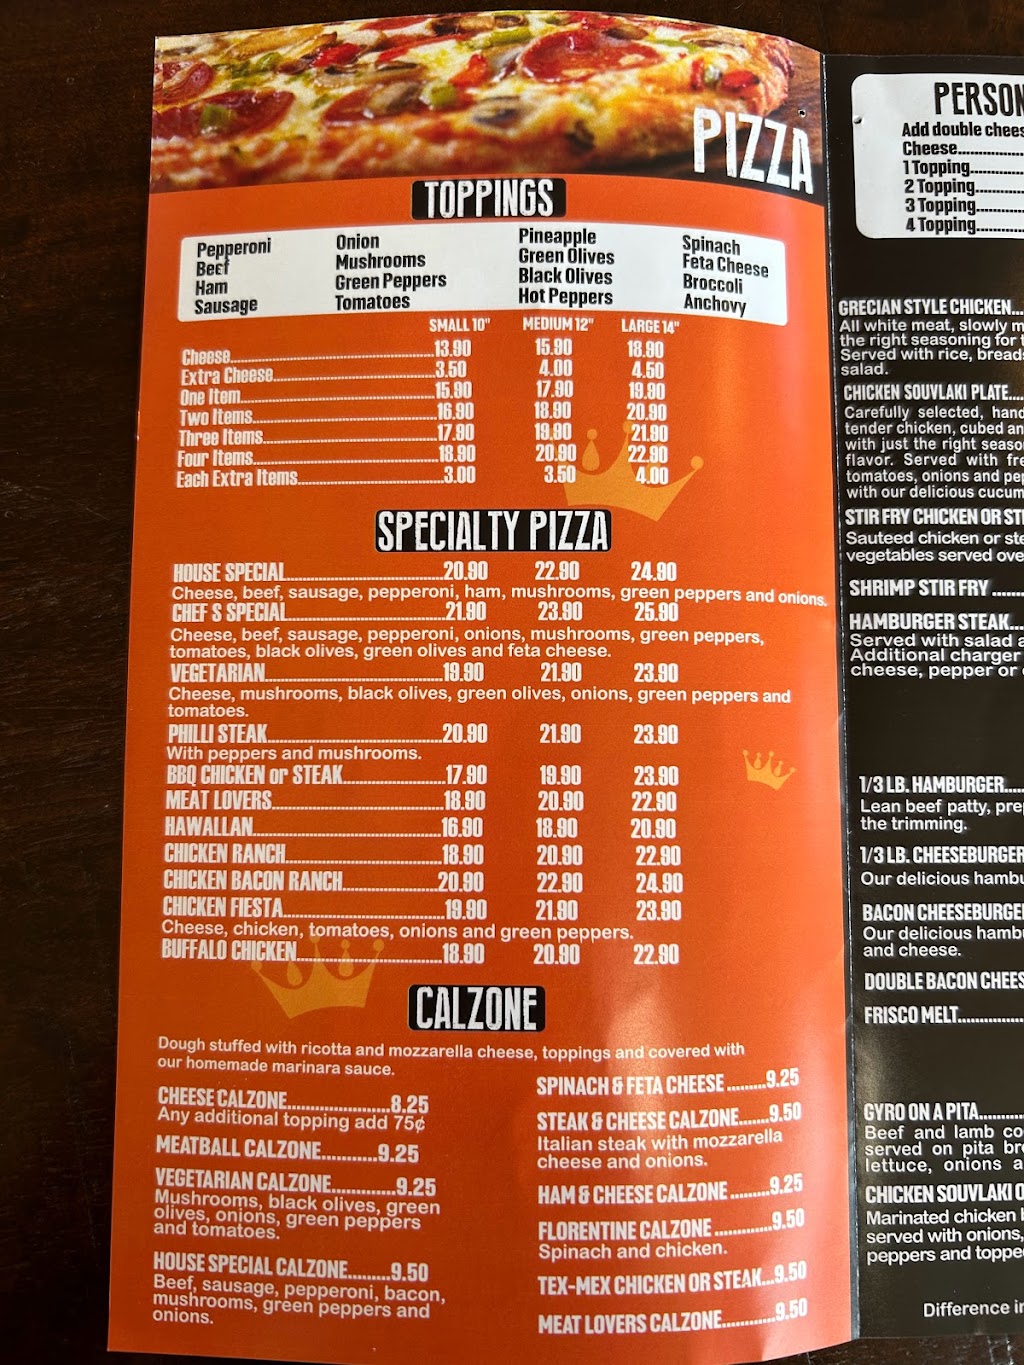 PIZZA
TOPPINGS
Pepperoni
Beef
Ham
Sausage
Onion
Mushrooms
Green Peppers
Tomatoes
Pineapple
Green Olives
Black Olives
Hot Peppers
Spinach
Feta Cheese
Broccoli
Anchovy
SMALL 10" MEDIUM 12" LARGE 14"
Cheese 13.90 15.90 18.90
Extra Cheese 3.50 4.00 4.50
One Item 15.90 17.90 19.90
Two Items 16.90 18.90 20.90
Three Items 17.90 19.90 21.90
Four Items 18.90 20.90 22.90
Each Extra Items 3.00 3.50 4.00
SPECIALTY PIZZA
HOUSE SPECIAL 20.90 22.90 24.90
Cheese, beef, sausage, pepperoni, ham, mushrooms, green peppers and onions.
CHEF S SPECIAL 21.90 23.90 25.90
Cheese, beef, sausage, pepperoni, onions, mushrooms, green peppers,
tomatoes, black olives, green olives and feta cheese.
VEGETARIAN 19.90 21.90 23.90
Cheese, mushrooms, black olives, green olives, onions, green peppers and
tomatoes.
PHILLI STEAK 20.90 21.90 23.90
With peppers and mushrooms.
BBQ CHICKEN or STEAK 17.90 19.90 23.90
MEAT LOVERS 18.90 20.90 22.90
HAWALLAN 16.90 18.90 20.90
CHICKEN RANCH 18.90 20.90 22.90
CHICKEN BACON RANCH 20.90 22.90 24.90
CHICKEN FIESTA 19.90 21.90 23.90
Cheese, chicken, tomatoes, onions and green peppers.
BUFFALO CHICKEN 18.90 20.90 22.90
CALZONE
Dough stuffed with ricotta and mozzarella cheese, toppings and covered with
our homemade marinara sauce.
CHEESE CALZONE 8.25
Any additional topping add 75¢
MEATBALL CALZONE 9.25
VEGETARIAN CALZONE 9.25
Mushrooms, black olives, green
olives, onions, green peppers
and tomatoes.
HOUSE SPECIAL CALZONE 9.50
Beef, sausage, pepperoni, bacon,
mushrooms, green peppers and
onions.
SPINACH & FETA CHEESE 9.25
STEAK & CHEESE CALZONE 9.50
Italian steak with mozzarella
cheese and onions.
HAM & CHEESE CALZONE 9.25
FLORENTINE CALZONE 9.50
Spinach and chicken.
TEX-MEX CHICKEN OR STEAK 9.50
MEAT LOVERS CALZONE 9.50
PERSON
Add double chees
Cheese
1 Topping
2 Topping
3 Topping
4 Topping
GRECIAN STYLE CHICKEN
All white meat, slowly m
the right seasoning for t
Served with rice, breads
salad.
CHICKEN SOUVLAKI PLATE
Carefully selected, hand
tender chicken, cubed an
with just the right seaso
flavor. Served with fre
tomatoes, onions and pep
with our delicious cucum
STIR FRY CHICKEN OR STE
Sauteed chicken or ste
vegetables served ove
SHRIMP STIR FRY
HAMBURGER STEAK
Served with salad a
Additional charger
cheese, pepper or
1/3 LB. HAMBURGER
Lean beef patty, prep
the trimming.
1/3 LB. CHEESEBURGER
Our delicious hambu
BACON CHEESEBURGER
Our delicious hambu
and cheese.
DOUBLE BACON CHEES
FRISCO MELT
GYRO ON A PITA
Beef and lamb co
served on pita bre
lettuce, onions a
CHICKEN SOUVLAKI O
Marinated chicken b
served with onions,
peppers and topped
Difference in